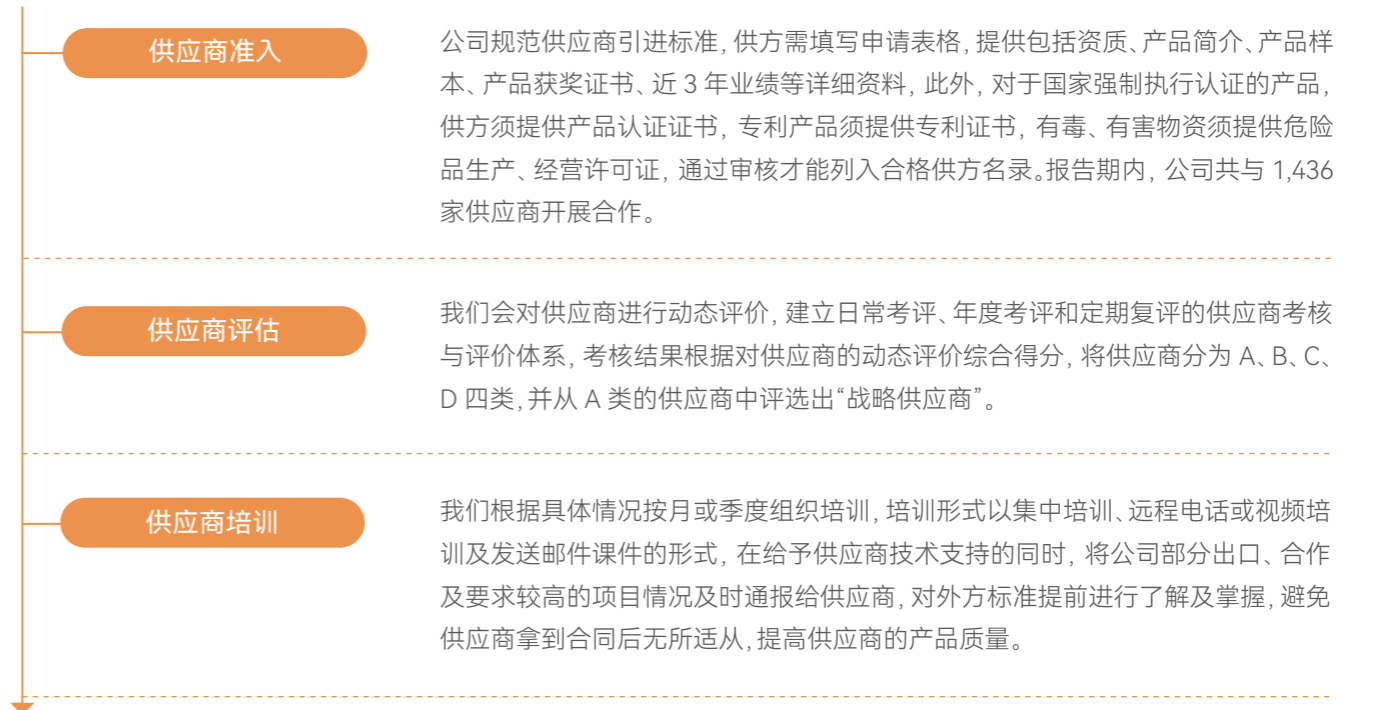 供应商准入
公司规范供应商引进标准,供方需填写申请表格,提供包括资质、产品简介、产品样
本、产品获奖证书、近 3 年业绩等详细资料, 此外, 对于国家强制执行认证的产品,
供方须提供产品认证证书, 专利产品须提供专利证书, 有毒、有害物资须提供危险
品生产、经营许可证, 通过审核才能列入合格供方名录。报告期内, 公司共与 1,436
家供应商开展合作。
供应商评估
我们会对供应商进行动态评价,建立日常考评、年度考评和定期复评的供应商考核
与评价体系,考核结果根据对供应商的动态评价综合得分,将供应商分为 A、B、C、
D 四类,并从 A 类的供应商中评选出“战略供应商”。
供应商培训
我们根据具体情况按月或季度组织培训,培训形式以集中培训、远程电话或视频培
训及发送邮件课件的形式, 在给予供应商技术支持的同时, 将公司部分出口、合作
及要求较高的项目情况及时通报给供应商,对外方标准提前进行了解及掌握,避免
供应商拿到合同后无所适从,提高供应商的产品质量。